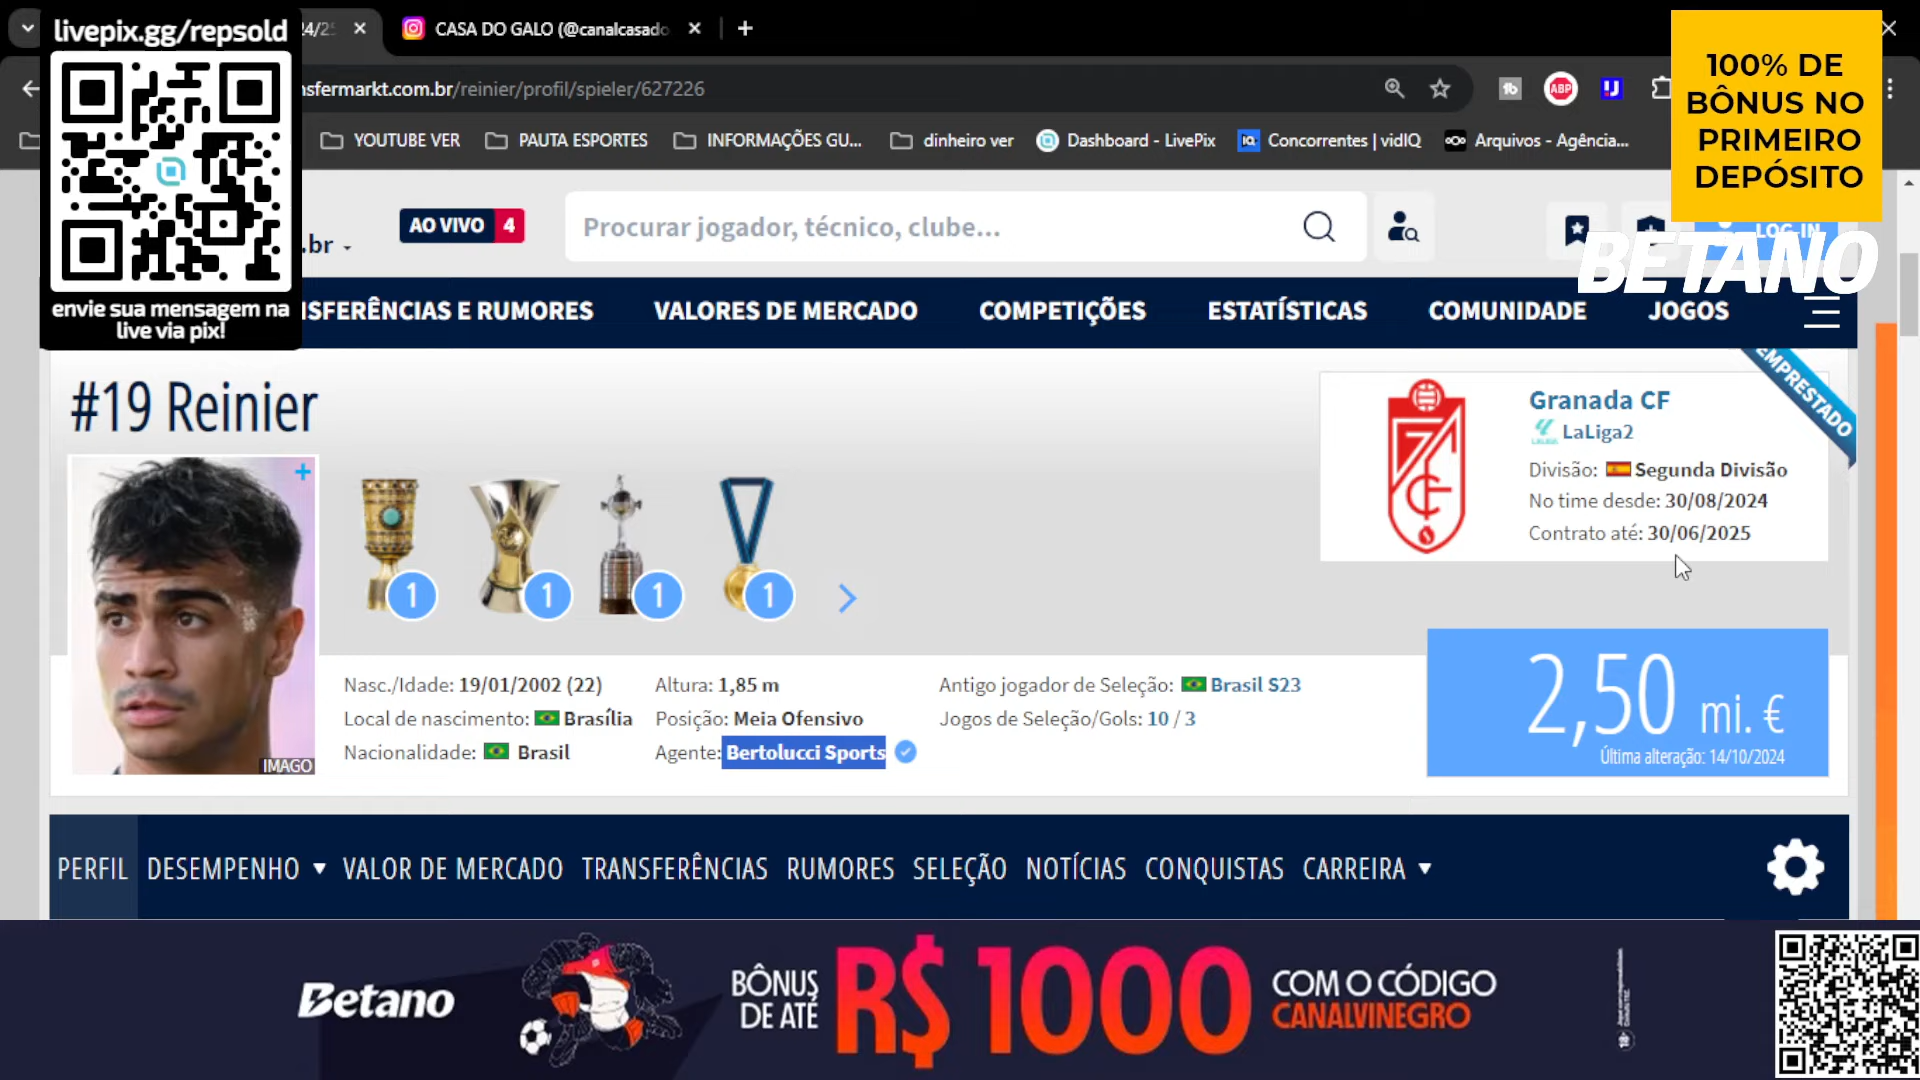 livepix.gg/repsold
24/25
CASA DO GALO (@canalcasado
nsfermarkt.com.br/reinier/profil/spieler/627226
ABP
YOUTUBE VER
PAUTA ESPORTES
INFORMAÇÕES GU...
dinheiro ver
Dashboard - LivePix
Concorrentes | vidIQ
Arquivos - Agência...
100% DE
BÔNUS NO
PRIMEIRO
DEPÓSITO
BETANO
envie sua mensagem na
live via pix!
.br
AO VIVO 4
Procurar jogador, técnico, clube...
LOG-IN
NSFERÊNCIAS E RUMORES
VALORES DE MERCADO
COMPETIÇÕES
ESTATÍSTICAS
COMUNIDADE
JOGOS
#19 Reinier
EMPRESTADO
Granada CF
LaLiga2
Divisão: Segunda Divisão
No time desde: 30/08/2024
Contrato até: 30/06/2025
1
1
1
1
IMAGO
Nasc./Idade: 19/01/2002 (22)
Local de nascimento: Brasília
Nacionalidade: Brasil
Altura: 1,85 m
Posição: Meia Ofensivo
Agente: Bertolucci Sports
Antigo jogador de Seleção: Brasil S23
Jogos de Seleção/Gols: 10 / 3
2,50 mi. €
Última alteração: 14/10/2024
PERFIL
DESEMPENHO
VALOR DE MERCADO
TRANSFERÊNCIAS
RUMORES
SELEÇÃO
NOTÍCIAS
CONQUISTAS
CARREIRA
Betano
BÔNUS
DE ATÉ
R$ 1000
COM O CÓDIGO
CANALVINEGRO